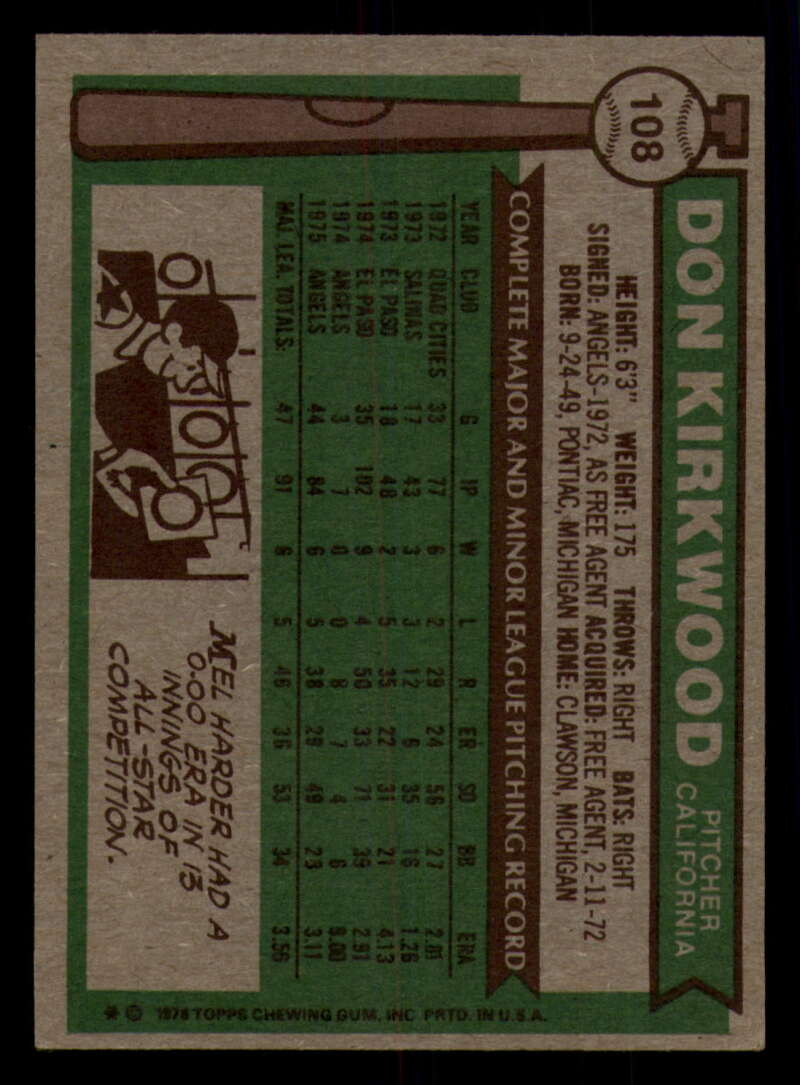 108
DON KIRKWOOD
PITCHER
CALIFORNIA
HEIGHT: 6'3" WEIGHT: 175 THROWS: RIGHT BATS: RIGHT
SIGNED: ANGELS-1972, AS FREE AGENT ACQUIRED: FREE AGENT, 2-11-72
BORN: 9-24-49, PONTIAC, MICHIGAN HOME: CLAWSON, MICHIGAN
COMPLETE MAJOR AND MINOR LEAGUE PITCHING RECORD
YEAR CLUB G IP W L R ER SO BB ERA
1972 QUAD CITIES 33 77 6 2 29 24 56 27 2.81
1973 SALINAS 17 43 3 3 12 6 35 16 1.26
1973 EL PASO 18 48 2 5 35 22 31 21 4.13
1974 EL PASO 35 102 9 4 50 33 71 39 2.91
1974 ANGELS 3 7 0 0 8 7 4 6 9.00
1975 ANGELS 44 84 6 5 38 29 49 28 3.11
MAJ. LEA. TOTALS: 47 91 6 5 46 36 53 34 3.56
MEL HARDER HAD A
0.00 ERA IN 13
INNINGS OF
ALL-STAR
COMPETITION.
© 1976 TOPPS CHEWING GUM, INC. PRTD. IN U.S.A.